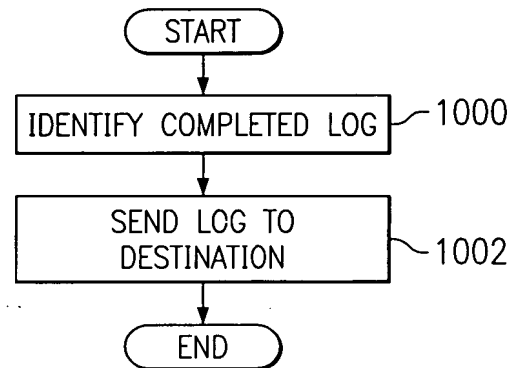 START
IDENTIFY COMPLETED LOG
1000
SEND LOG TO
DESTINATION
1002
END